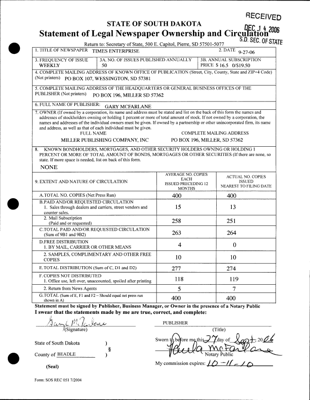 RECEIVED
DEC 14 2006
S.D. SEC. OF STATE
STATE OF SOUTH DAKOTA
Statement of Legal Newspaper Ownership and Circulation
Return to: Secretary of State, 500 E. Capitol, Pierre, SD 57501-5077
1. TITLE OF NEWSPAPER TIMES ENTERPRISE
2. DATE 9-27-06
3. FREQUENCY OF ISSUE WEEKLY
3A. NO. OF ISSUES PUBLISHED ANNUALLY 50
3B. ANNUAL SUBSCRIPTION PRICE $ 16.5 0/$19.50
4. COMPLETE MAILING ADDRESS OF KNOWN OFFICE OF PUBLICATION (Street, City, County, State and ZIP+4 Code)
(Not printers) PO BOX 107, WESSINGTON, SD 57381
5. COMPLETE MAILING ADDRESS OF THE HEADQUARTERS OR GENERAL BUSINESS OFFICES OF THE
PUBLISHER (Not printers) PO BOX 196, MILLER SD 57362
6. FULL NAME OF PUBLISHER: GARY MCFARLANE
7. OWNER (If owned by a corporation, its name and address must be stated and list on the back of this form the names and
addresses of stockholders owning or holding 1 percent or more of total amount of stock. If not owned by a corporation, the
names and addresses of the individual owners must be given. If owned by a partnership or other unincorporated firm, its name
and address, as well as that of each individual must be given.
FULL NAME COMPLETE MAILING ADDRESS
MILLER PUBLISHING COMPANY, INC PO BOX 196, MILLER, SD 57362
8. KNOWN BONDHOLDERS, MORTGAGEES, AND OTHER SECURITY HOLDERS OWNING OR HOLDING 1
PERCENT OR MORE OF TOTAL AMOUNT OF BONDS, MORTGAGES OR OTHER SECURITIES (If there are none, so
state. If more space is needed, list on back of this form.
NONE
9. EXTENT AND NATURE OF CIRCULATION
AVERAGE NO. COPIES EACH ISSUED PRECEDING 12 MONTHS
ACTUAL NO. COPIES ISSUED NEAREST TO FILING DATE
A.TOTAL NO. COPIES (Net Press Run) 400 400
B.PAID AND/OR REQUESTED CIRCULATION
1. Sales through dealers and carriers, street vendors and
counter sales. 15 13
2. Mail Subscription
(Paid and or requested) 258 251
C.TOTAL PAID AND/OR REQUESTED CIRCULATION
(Sum of 9B1 and 9B2) 263 264
D.FREE DISTRIBUTION
1. BY MAIL, CARRIER OR OTHER MEANS 4 0
2. SAMPLES, COMPLIMENTARY AND OTHER FREE
COPIES 10 10
E.TOTAL DISTRIBUTION (Sum of C, D1 and D2) 277 274
F.COPIES NOT DISTRIBUTED
1. Office use, left over, unaccounted, spoiled after printing 118 119
2. Return from News Agents 5 7
G.TOTAL (Sum of E, F1 and F2 – Should equal net press run
shown in A) 400 400
Statement must be signed by Publisher, Business Manager, or Owner in the presence of a Notary Public
I swear that the statements made by me are true, correct, and complete:
PUBLISHER
(Signature) (Title)
State of South Dakota )
) §
County of BEADLE )
Sworn to before me this 27 day of Sept. 2006
Paula McFarlane
Notary Public
(Seal) My commission expires: 10-11-10
Form: SOS REC 051 7/2004